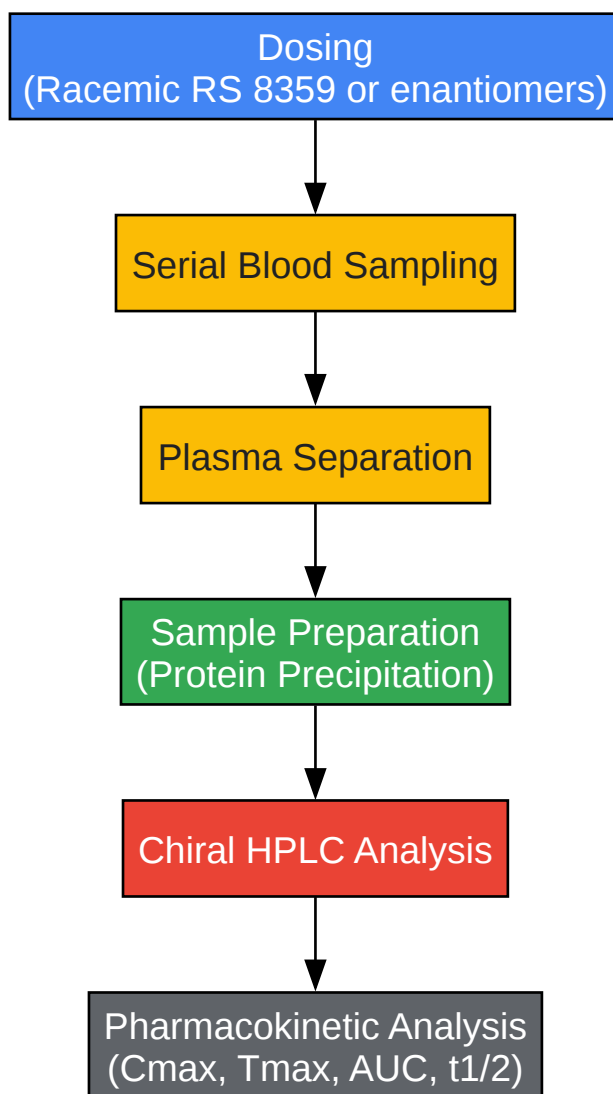 Dosing
(Racemic RS 8359 or enantiomers)
Serial Blood Sampling
Plasma Separation
Sample Preparation
(Protein Precipitation)
Chiral HPLC Analysis
Pharmacokinetic Analysis
(Cmax, Tmax, AUC, t1/2)